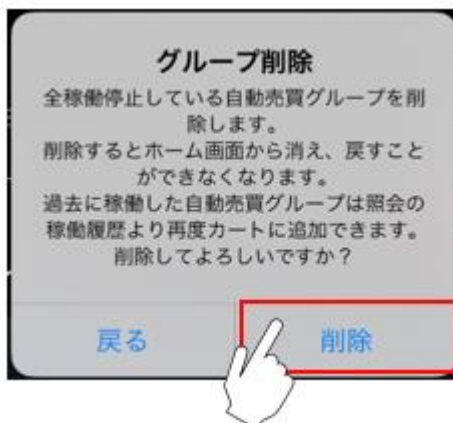 グループ削除
全稼働停止している自動売買グループを削
除します。
削除するとホーム画面から消え、戻すこと
ができなくなります。
過去に稼働した自動売買グループは照会の
稼働履歴より再度カートに追加できます。
削除してよろしいですか？
戻る
削除